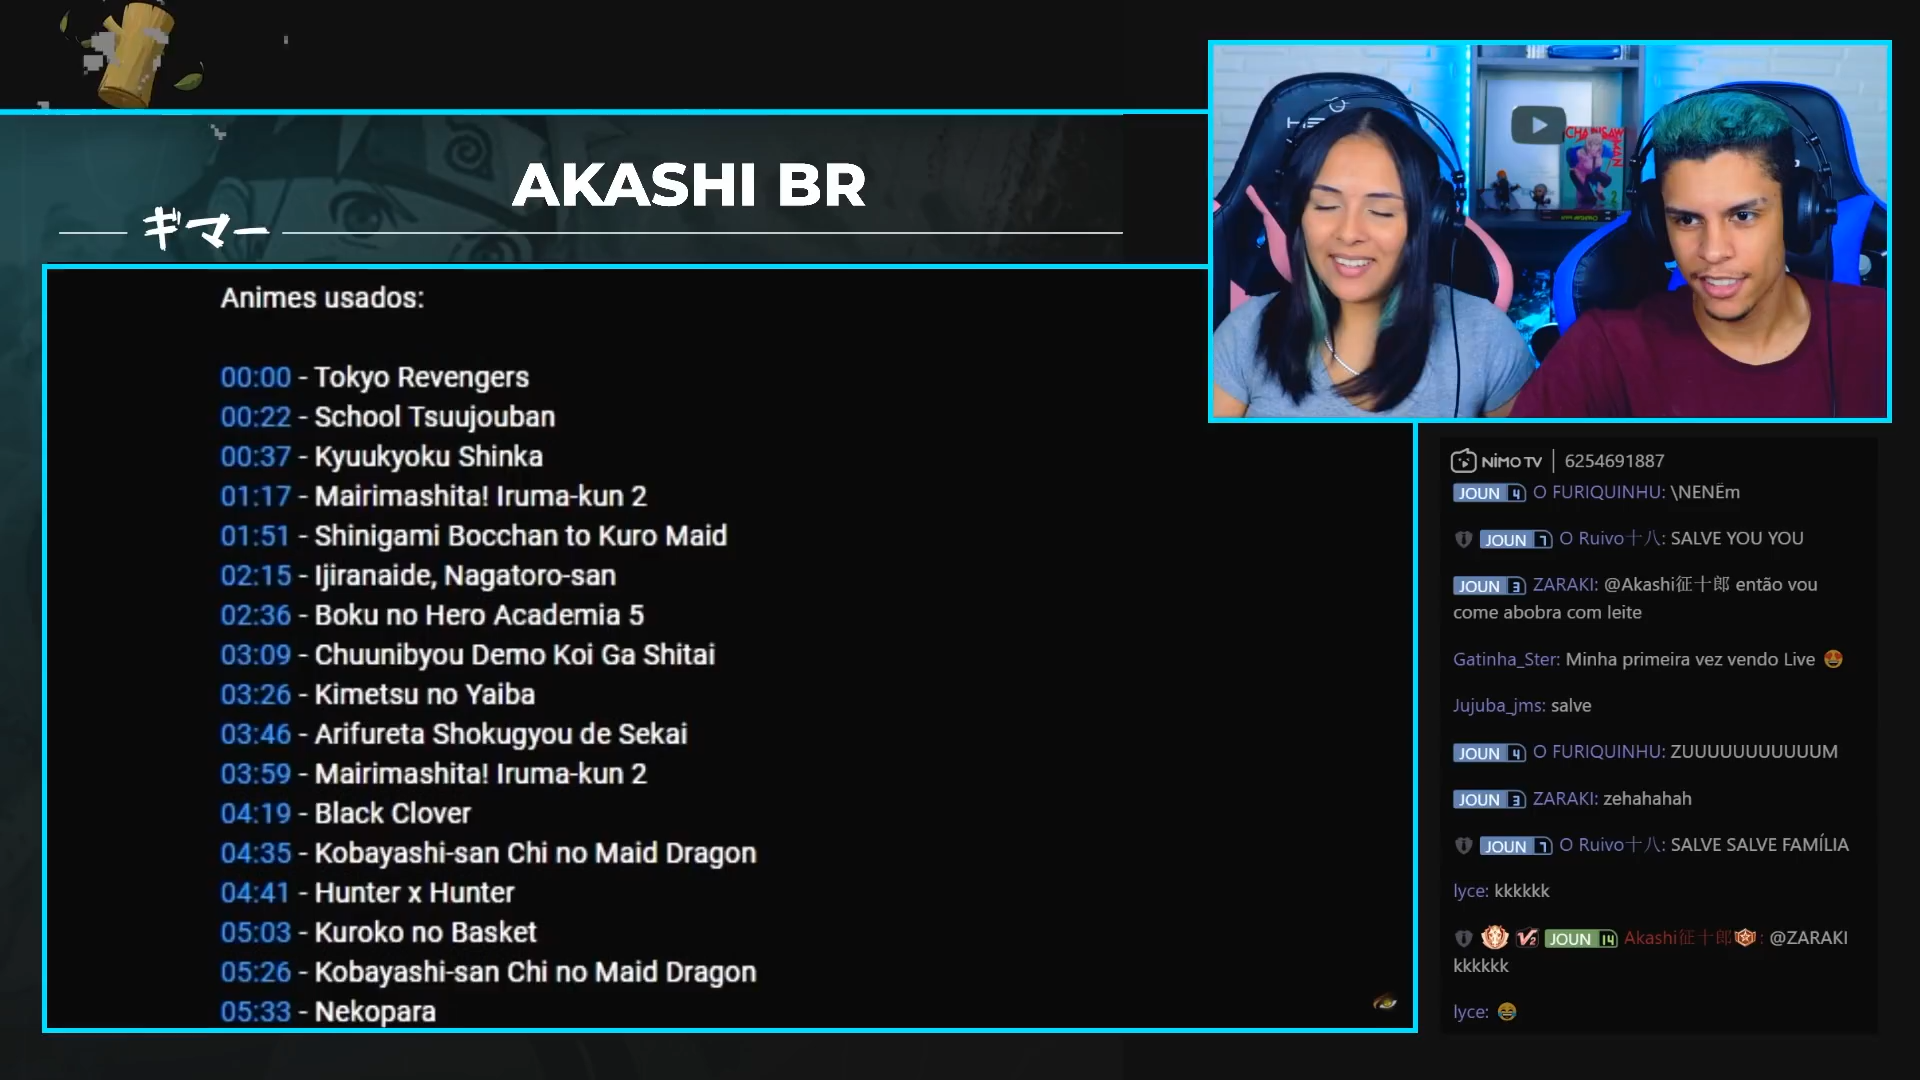 AKASHI BR
ギマー
Animes usados:
00:00 - Tokyo Revengers
00:22 - School Tsuujouban
00:37 - Kyuukyoku Shinka
01:17 - Mairimashita! Iruma-kun 2
01:51 - Shinigami Bocchan to Kuro Maid
02:15 - Ijiranaide, Nagatoro-san
02:36 - Boku no Hero Academia 5
03:09 - Chuunibyou Demo Koi Ga Shitai
03:26 - Kimetsu no Yaiba
03:46 - Arifureta Shokugyou de Sekai
03:59 - Mairimashita! Iruma-kun 2
04:19 - Black Clover
04:35 - Kobayashi-san Chi no Maid Dragon
04:41 - Hunter x Hunter
05:03 - Kuroko no Basket
05:26 - Kobayashi-san Chi no Maid Dragon
05:33 - Nekopara
CHAINSAW
MAN
2
NIMO TV | 6254691887
JOUN 4 O FURIQUINHU: \NENÊm
JOUN 7 O Ruivo十八: SALVE YOU YOU
JOUN 3 ZARAKI: @Akashi征十郎 então vou
come abobra com leite
Gatinha_Ster: Minha primeira vez vendo Live 😍
Jujuba_jms: salve
JOUN 4 O FURIQUINHU: ZUUUUUUUUUUUM
JOUN 3 ZARAKI: zehahahah
JOUN 7 O Ruivo十八: SALVE SALVE FAMÍLIA
lyce: kkkkkk
V2 JOUN 14 Akashi征十郎: @ZARAKI
kkkkkk
lyce: 😂